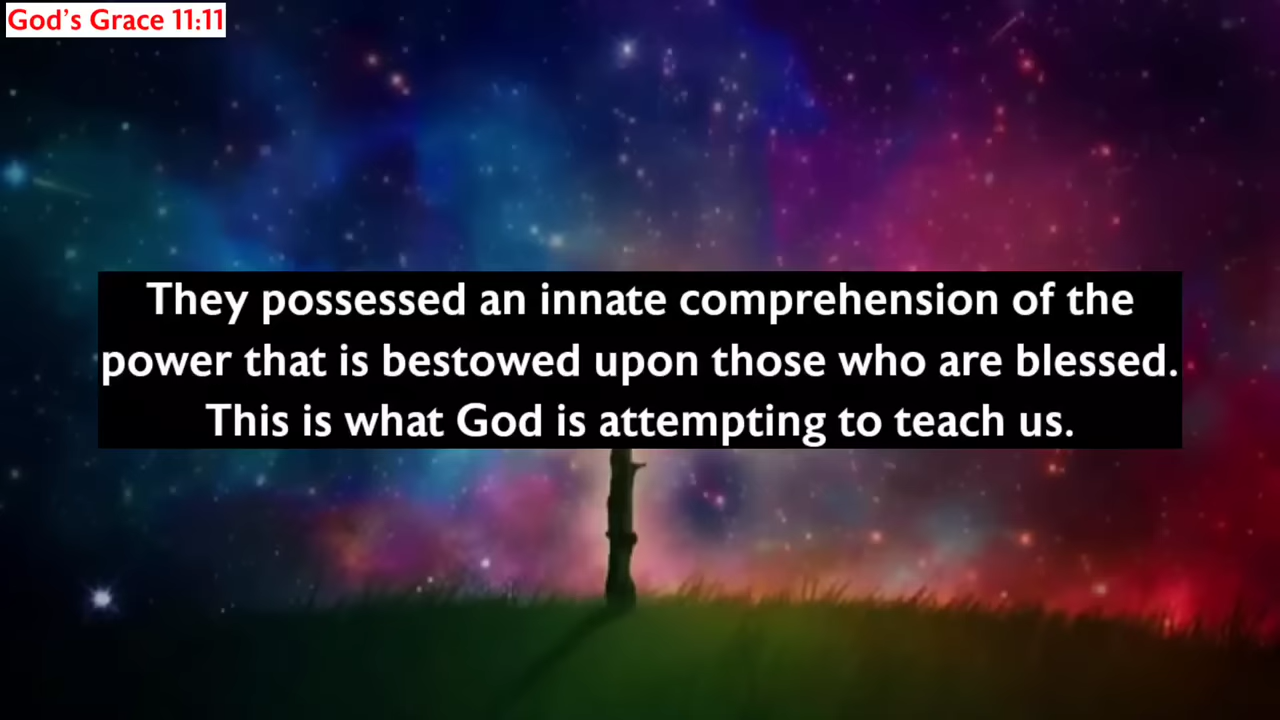 God's Grace 11:11
They possessed an innate comprehension of the
power that is bestowed upon those who are blessed.
This is what God is attempting to teach us.